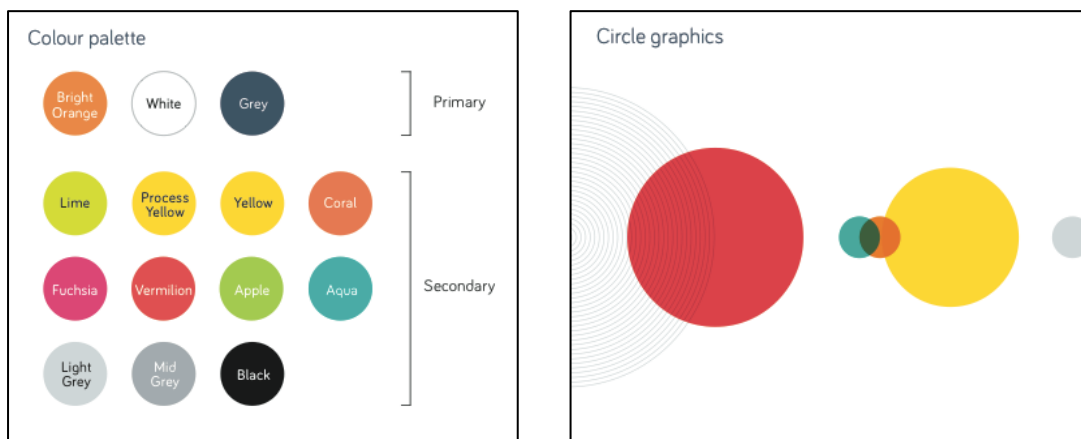 Colour palette
Bright
Orange
White
Grey
Primary
Lime
Process
Yellow
Yellow
Coral
Fuchsia
Vermilion
Apple
Aqua
Secondary
Light
Grey
Mid
Grey
Black
Circle graphics